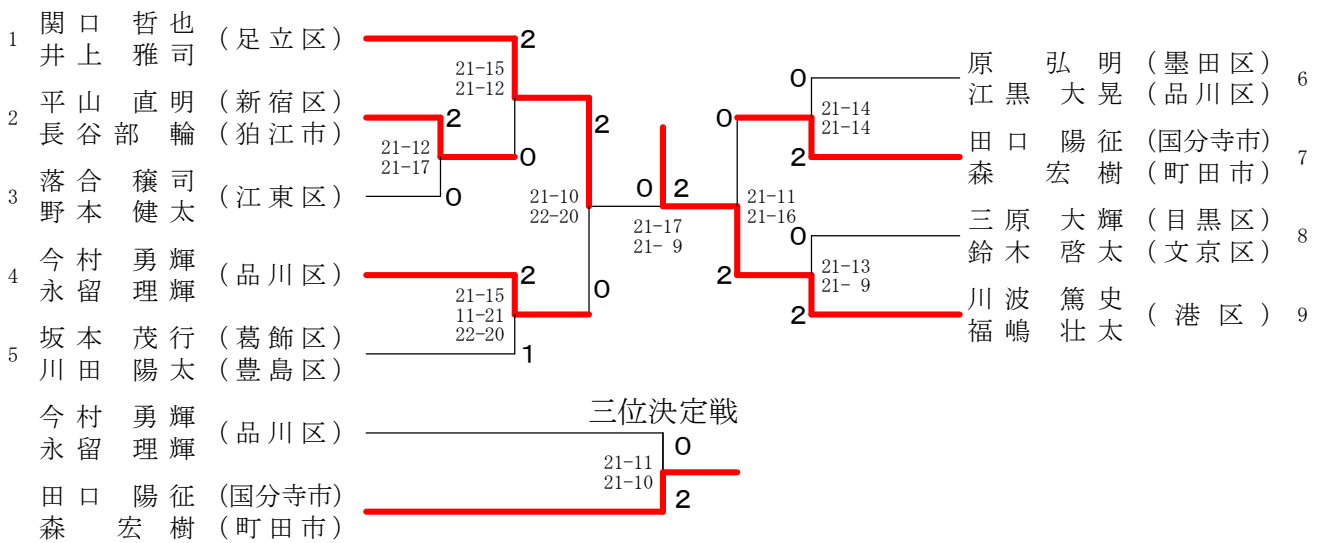 1 関口 哲也 (足立区)
井上 雅司
2
21-15
21-12
2 平山 直明 (新宿区)
長谷部 輪 (狛江市)
2
21-12
21-17
0
3 落合 穣司 (江東区)
野本 健太
0
2
21-10
22-20
0
4 今村 勇輝 (品川区)
永留 理輝
2
21-15
11-21
22-20
5 坂本 茂行 (葛飾区)
川田 陽太 (豊島区)
1
0 2
21-17
21- 9
原 弘明 (墨田区) 6
江黒 大晃 (品川区)
0
21-14
21-14
田口 陽征 (国分寺市) 7
森 宏樹 (町田市)
2
0
21-11
21-16
2
三原 大輝 (目黒区) 8
鈴木 啓太 (文京区)
0
21-13
21- 9
川波 篤史 (港区) 9
福嶋 壮太
2
三位決定戦
今村 勇輝 (品川区)
永留 理輝
0
21-11
21-10
田口 陽征 (国分寺市)
森 宏樹 (町田市)
2